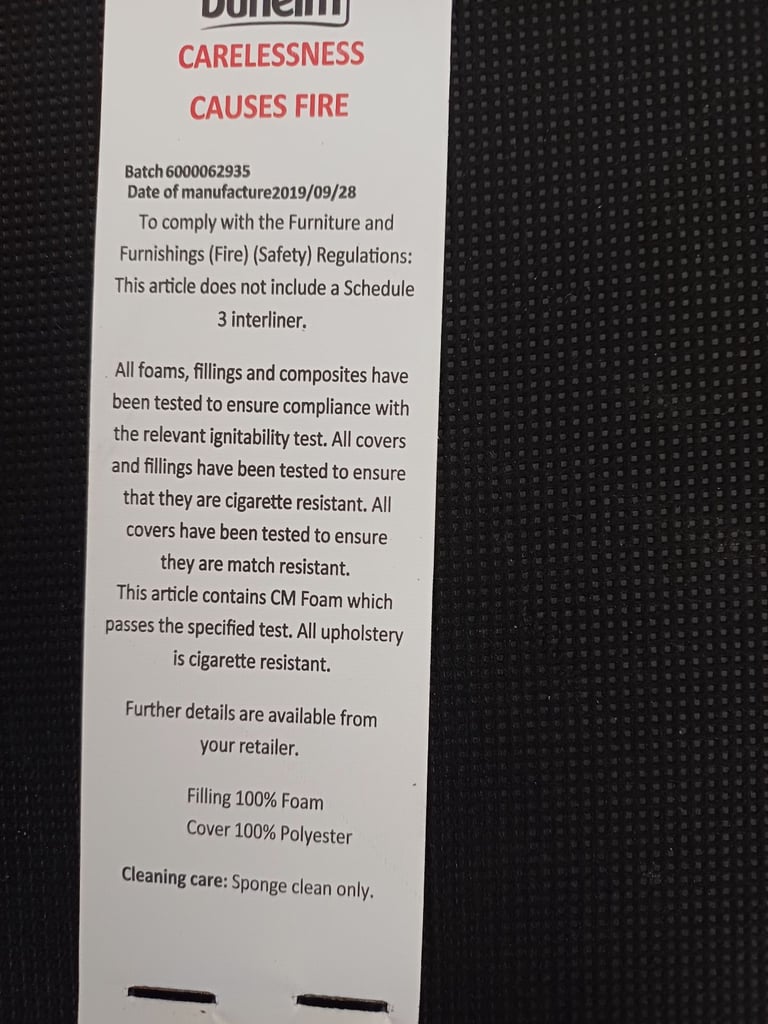 Dunelm
CARELESSNESS
CAUSES FIRE
Batch 6000062935
Date of manufacture2019/09/28
To comply with the Furniture and
Furnishings (Fire) (Safety) Regulations:
This article does not include a Schedule
3 interliner.
All foams, fillings and composites have
been tested to ensure compliance with
the relevant ignitability test. All covers
and fillings have been tested to ensure
that they are cigarette resistant. All
covers have been tested to ensure
they are match resistant.
This article contains CM Foam which
passes the specified test. All upholstery
is cigarette resistant.
Further details are available from
your retailer.
Filling 100% Foam
Cover 100% Polyester
Cleaning care: Sponge clean only.